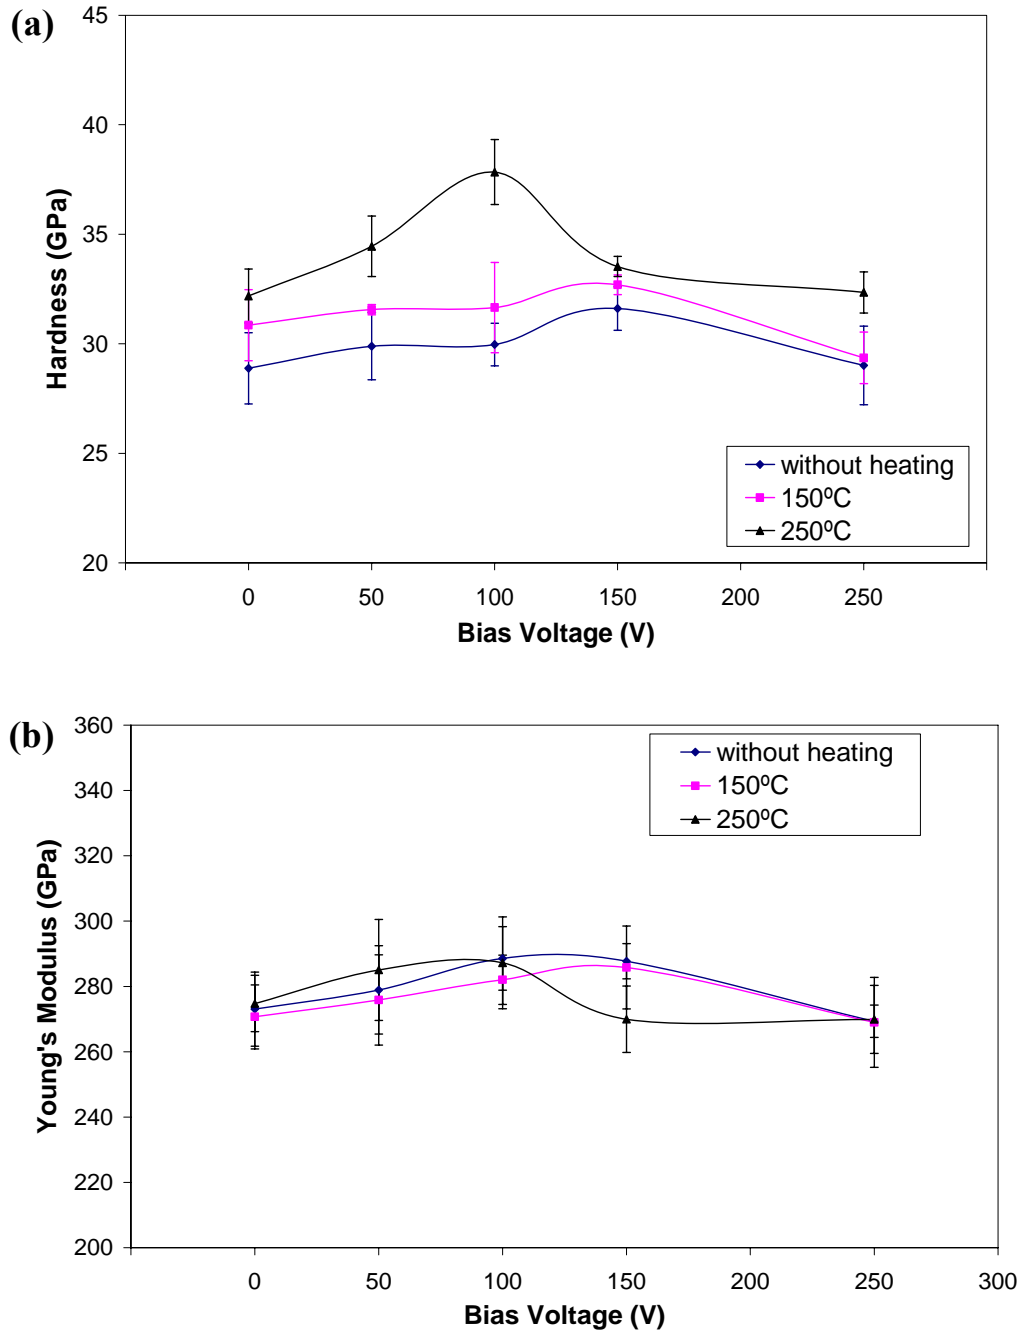 (a)
45
40
35
30
25
20
Hardness (GPa)
without heating
150ºC
250ºC
0 50 100 150 200 250
Bias Voltage (V)
(b)
360
340
320
300
280
260
240
220
200
Young's Modulus (GPa)
without heating
150ºC
250ºC
0 50 100 150 200 250 300
Bias Voltage (V)